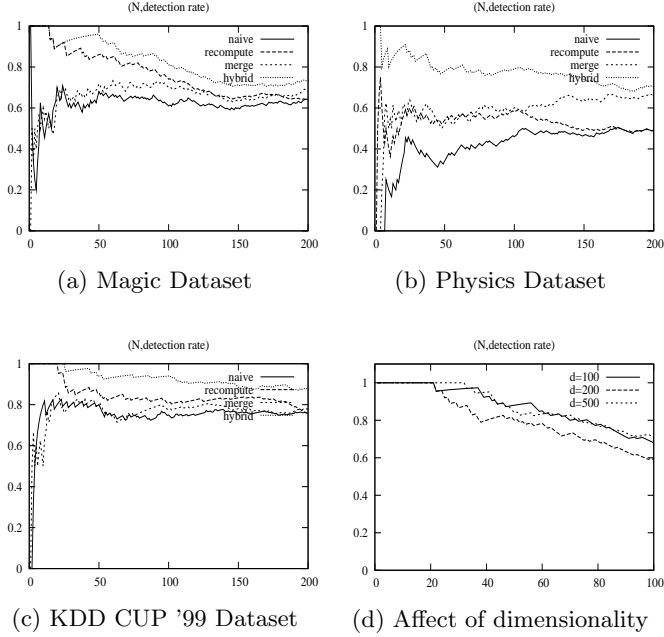 (N,detection rate)
naive
recompute
merge
hybrid
1
0.8
0.6
0.4
0.2
0
0 50 100 150 200
(a) Magic Dataset
(N,detection rate)
naive
recompute
merge
hybrid
1
0.8
0.6
0.4
0.2
0
0 50 100 150 200
(b) Physics Dataset
(N,detection rate)
naive
recompute
merge
hybrid
1
0.8
0.6
0.4
0.2
0
0 50 100 150 200
(c) KDD CUP '99 Dataset
(N,detection rate)
d=100
d=200
d=500
1
0.8
0.6
0.4
0.2
0
0 20 40 60 80 100
(d) Affect of dimensionality